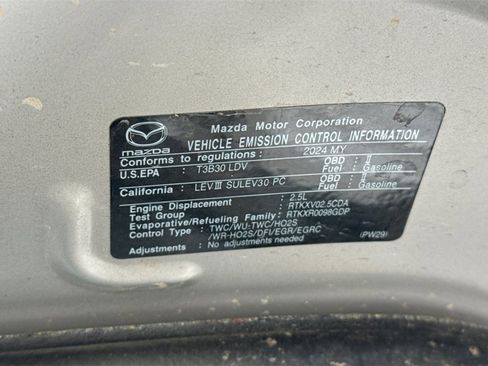 Mazda Motor Corporation
mazda VEHICLE EMISSION CONTROL INFORMATION
Conforms to regulations: 2024 MY
U.S.EPA : T3B30 LDV OBD : II
Fuel : Gasoline
California : LEVIII SULEV30 PC OBD : II
Fuel : Gasoline
Engine Displacement : 2.5L
Test Group : RTKXV02.5CDA
Evaporative/Refueling Family: RTKXR0098GDP
Control Type : TWC/WU-TWC/HO2S
/WR-HO2S/DFI/EGR/EGRC
Adjustments : No adjustments needed (PW29)